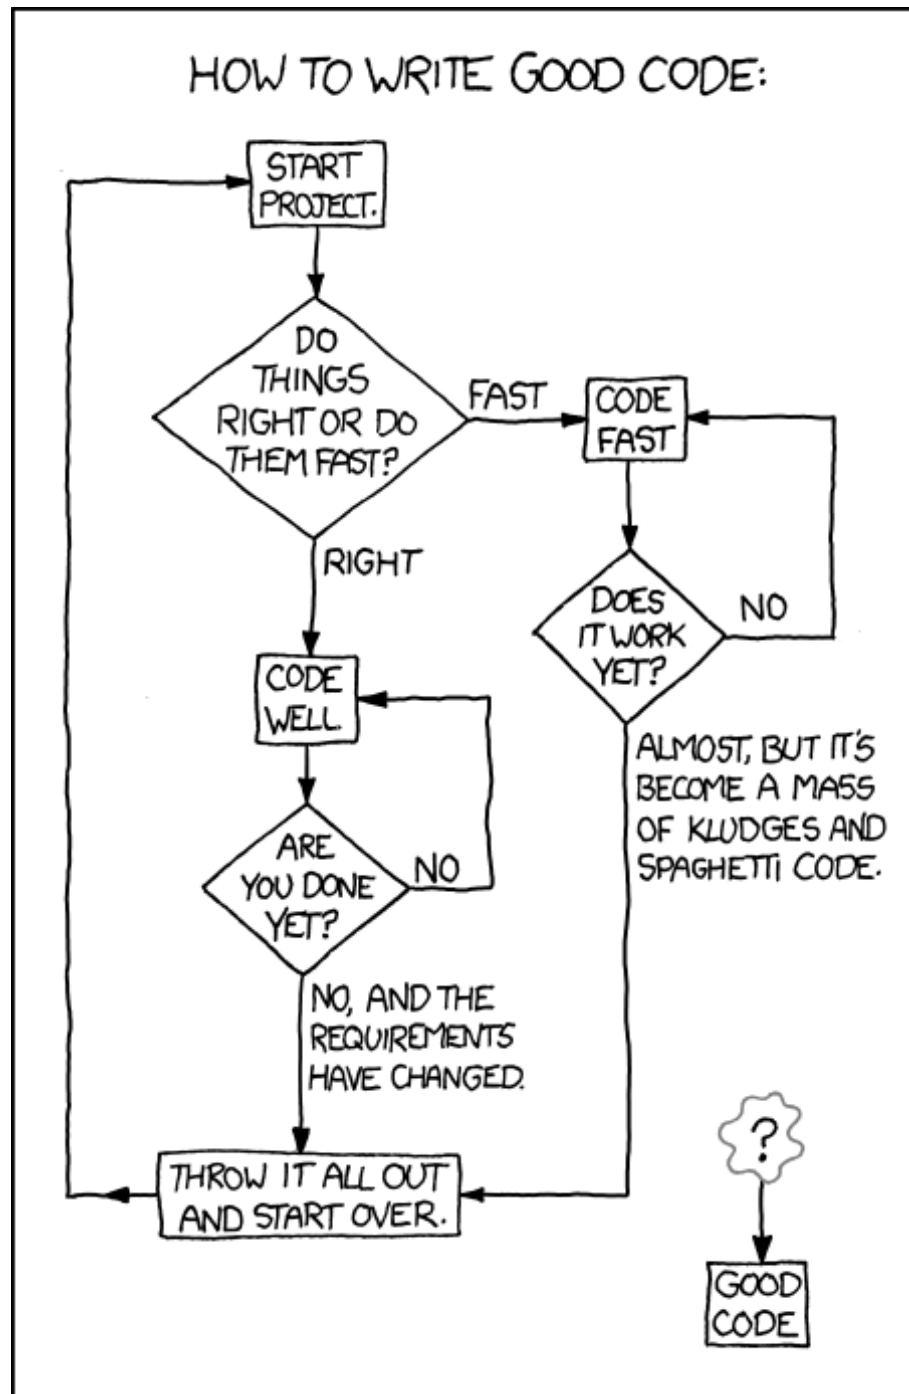 HOW TO WRITE GOOD CODE:
START
PROJECT.
DO
THINGS
RIGHT OR DO
THEM FAST?
FAST
CODE
FAST
RIGHT
DOES
IT WORK
YET?
NO
CODE
WELL.
ALMOST, BUT IT'S
BECOME A MASS
OF KLUDGES AND
SPAGHETTI CODE.
ARE
YOU DONE
YET?
NO
NO, AND THE
REQUIREMENTS
HAVE CHANGED.
THROW IT ALL OUT
AND START OVER.
?
GOOD
CODE